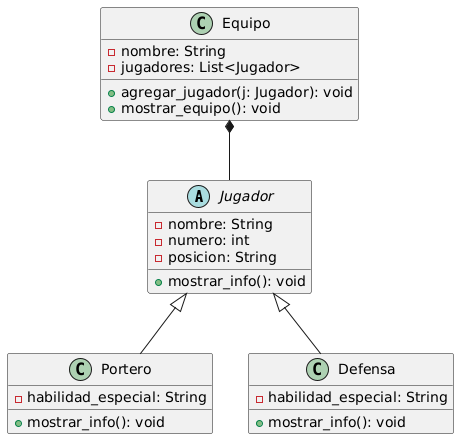 C Equipo
nombre: String
jugadores: List<Jugador>
agregar_jugador(j: Jugador): void
mostrar_equipo(): void
A Jugador
nombre: String
numero: int
posicion: String
mostrar_info(): void
C Portero
habilidad_especial: String
mostrar_info(): void
C Defensa
habilidad_especial: String
mostrar_info(): void